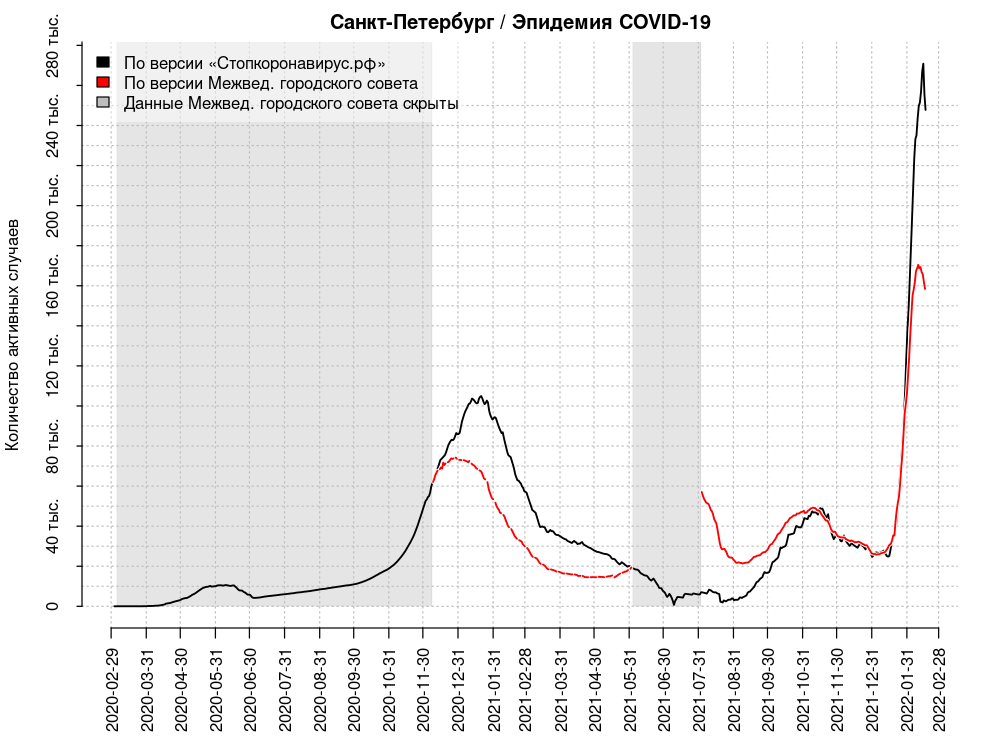 Санкт-Петербург / Эпидемия COVID-19
По версии «Стопкоронавирус.рф»
По версии Межвед. городского совета
Данные Межвед. городского совета скрыты
Количество активных случаев
280 тыс.
240 тыс.
200 тыс.
160 тыс.
120 тыс.
80 тыс.
40 тыс.
0
2020-02-29
2020-03-31
2020-04-30
2020-05-31
2020-06-30
2020-07-31
2020-08-31
2020-09-30
2020-10-31
2020-11-30
2020-12-31
2021-01-31
2021-02-28
2021-03-31
2021-04-30
2021-05-31
2021-06-30
2021-07-31
2021-08-31
2021-09-30
2021-10-31
2021-11-30
2021-12-31
2022-01-31
2022-02-28